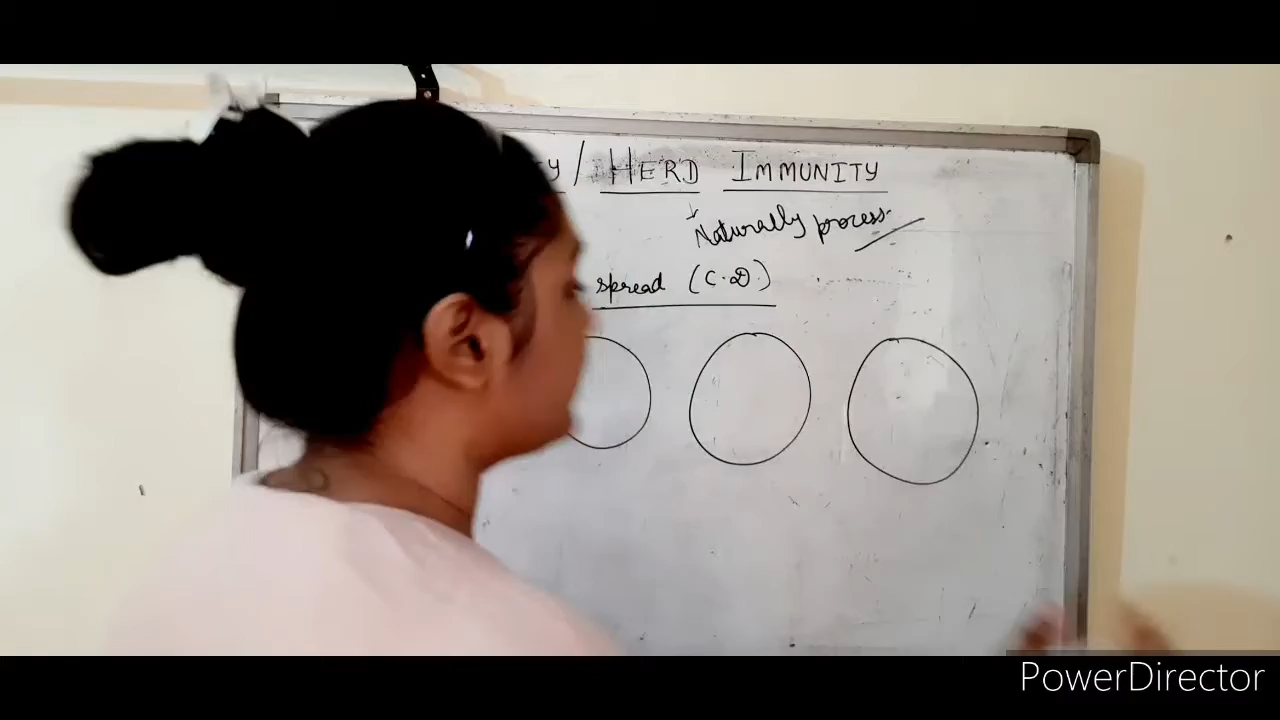 Y/ HERD IMMUNITY
Naturally process.
spread (C.D.)
PowerDirector